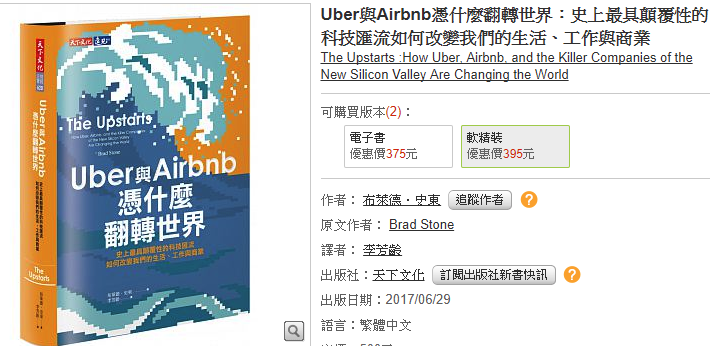 天下文化
遠見
The Upstarts
How Uber, Airbnb, and the Killer Companies
of the New Silicon Valley
Are Changing the World
Brad Stone
Uber與Airbnb
憑什麼
翻轉世界
史上最具顛覆性的科技匯流
如何改變我們的生活、工作與商業
Uber與Airbnb憑什麼翻轉世界
史上最具顛覆性的科技匯流
如何改變我們的生活、工作與商業
The Upstarts
Uber與Airbnb憑什麼翻轉世界：史上最具顛覆性的
科技匯流如何改變我們的生活、工作與商業
The Upstarts :How Uber, Airbnb, and the Killer Companies of the
New Silicon Valley Are Changing the World
可購買版本(2)：
電子書
優惠價375元
軟精裝
優惠價395元
作者： 布萊德‧史東 追蹤作者 ?
原文作者： Brad Stone
譯者： 李芳齡
出版社：天下文化 訂閱出版社新書快訊 ?
出版日期：2017/06/29
語言：繁體中文